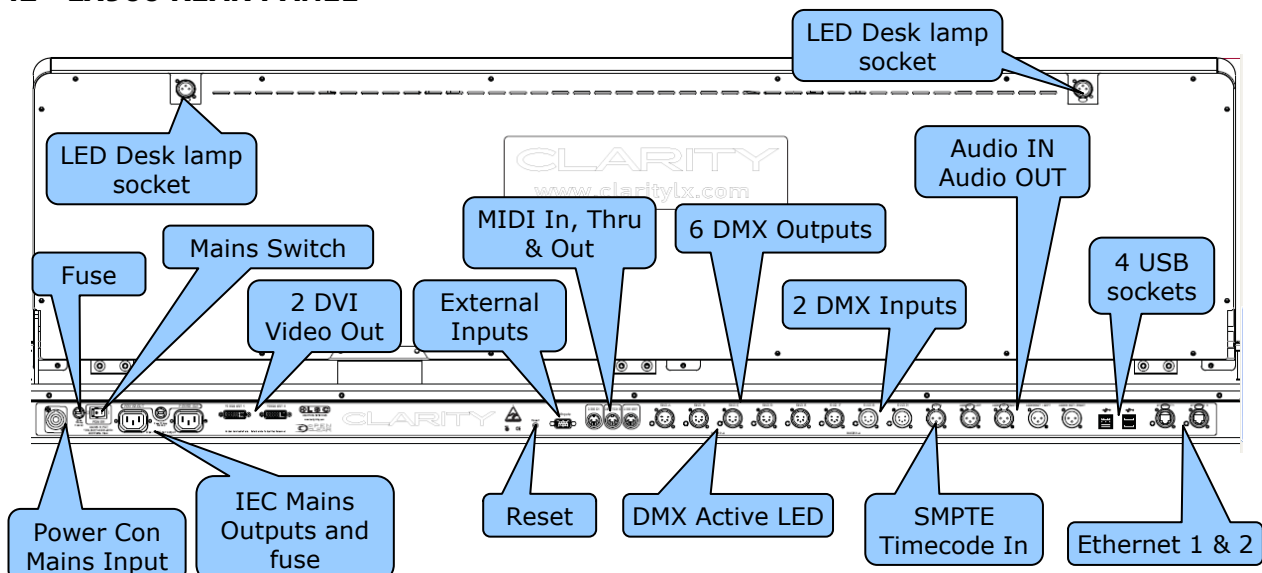 LED Desk lamp
socket
LED Desk lamp
socket
CLARITY
www.claritylx.com
Audio IN
Audio OUT
MIDI In, Thru
& Out
6 DMX Outputs
Mains Switch
Fuse
2 DVI
Video Out
External
Inputs
2 DMX Inputs
4 USB
sockets
CLARITY
Power Con
Mains Input
IEC Mains
Outputs and
fuse
Reset
DMX Active LED
SMPTE
Timecode In
Ethernet 1 & 2